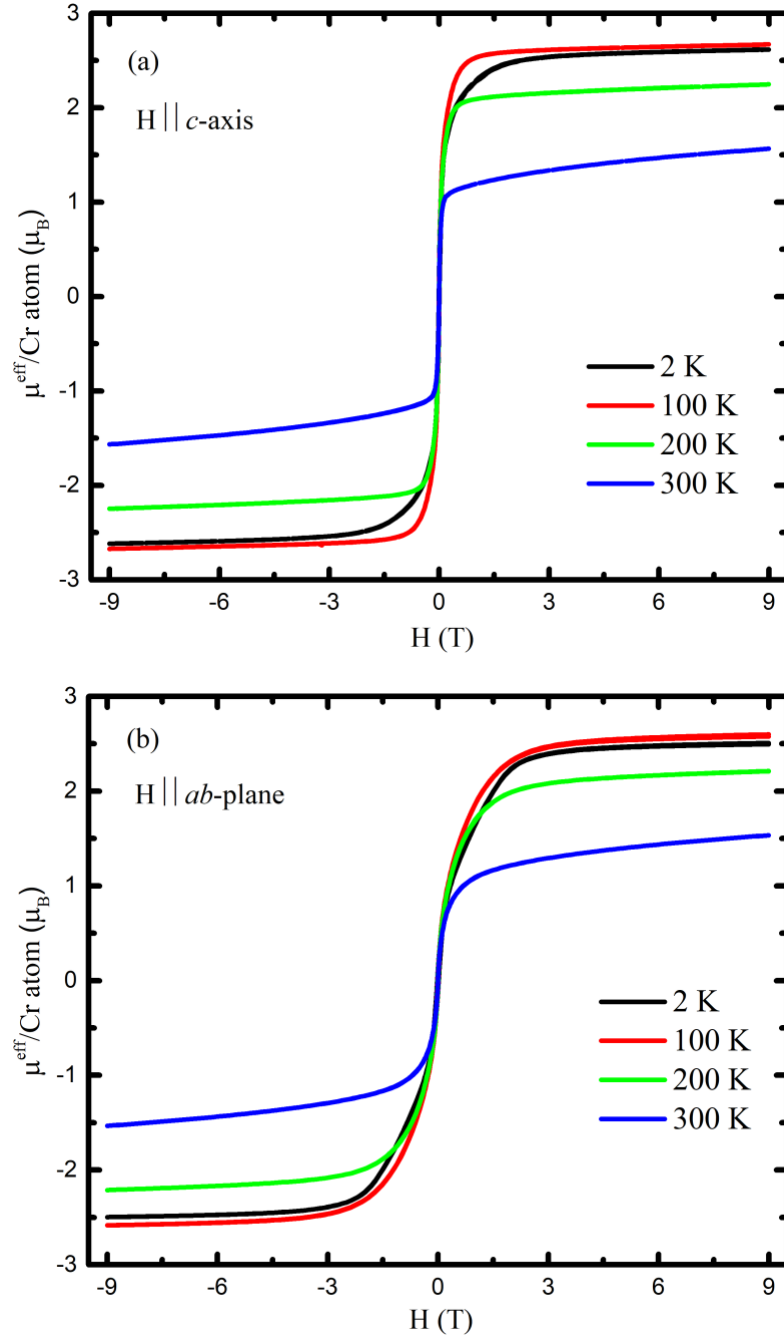 3
(a)
2
H || c-axis
1
0
-1
-2
-3
μᵉᶠᶠ/Cr atom (μ_B)
2 K
100 K
200 K
300 K
-9 -6 -3 0 3 6 9
H (T)
3
(b)
2
H || ab-plane
1
0
-1
-2
-3
μᵉᶠᶠ/Cr atom (μ_B)
2 K
100 K
200 K
300 K
-9 -6 -3 0 3 6 9
H (T)